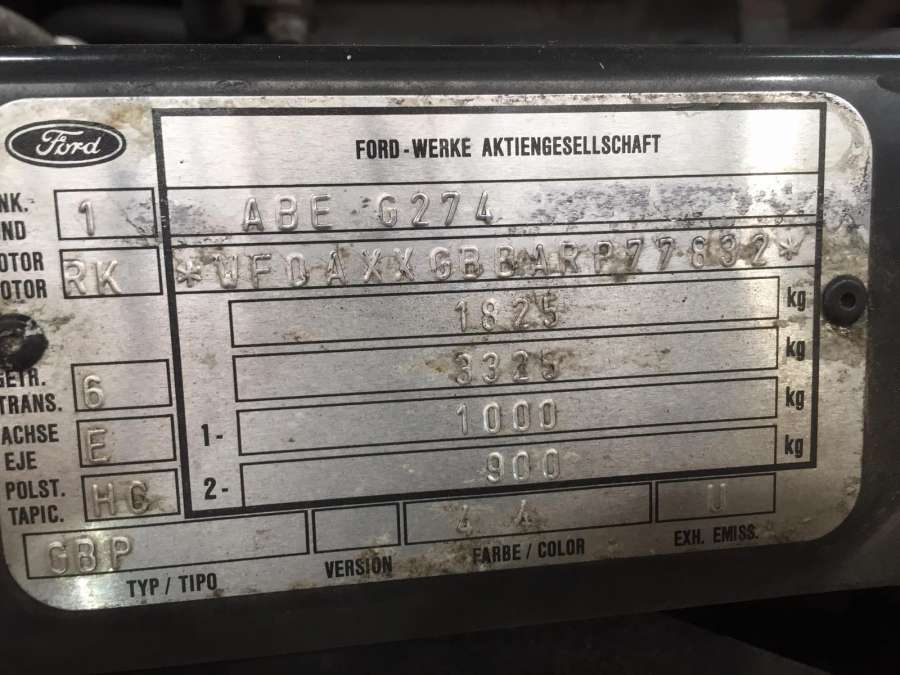 Ford
FORD-WERKE AKTIENGESELLSCHAFT
NK.
ND
1
ABE G274
OTOR
OTOR
RK
*WF0AXXGBBARP77832*
1825 kg
3325 kg
GETR.
TRANS.
6
1- 1000 kg
ACHSE
EJE
E
2- 900 kg
POLST.
TAPIC.
HC
GBP
4 4
U
TYP / TIPO
VERSION
FARBE / COLOR
EXH. EMISS.